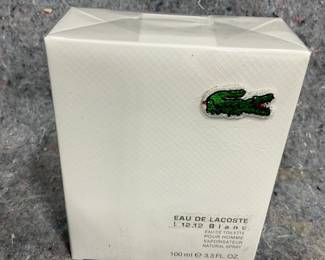 EAU DE LACOSTE
L 12.12 Blanc
EAU DE TOILETTE
POUR HOMME
VAPORISATEUR
NATURAL SPRAY
100 ml ℮ 3.3 FL. OZ.